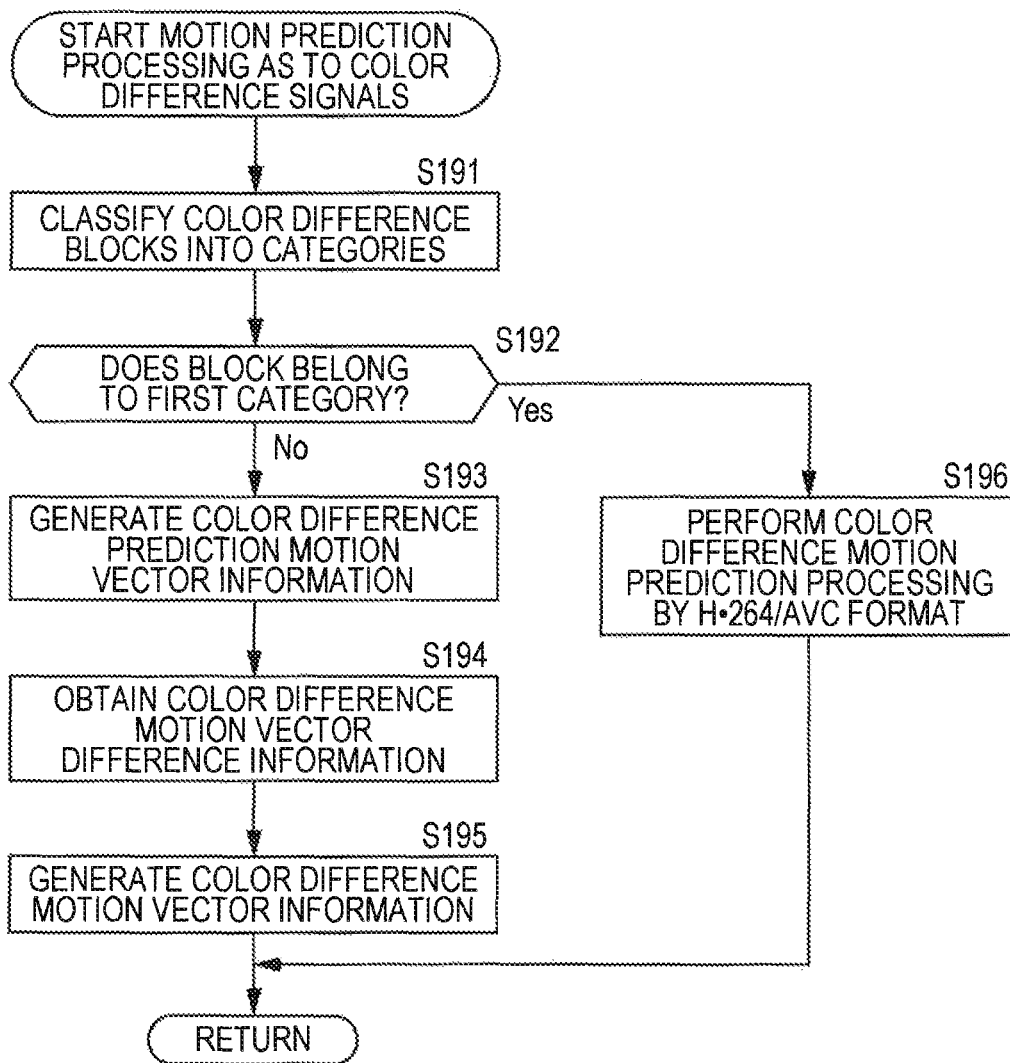 START MOTION PREDICTION
PROCESSING AS TO COLOR
DIFFERENCE SIGNALS
S191
CLASSIFY COLOR DIFFERENCE
BLOCKS INTO CATEGORIES
S192
DOES BLOCK BELONG
TO FIRST CATEGORY?
Yes
No
S193
GENERATE COLOR DIFFERENCE
PREDICTION MOTION
VECTOR INFORMATION
S196
PERFORM COLOR
DIFFERENCE MOTION
PREDICTION PROCESSING
BY H•264/AVC FORMAT
S194
OBTAIN COLOR DIFFERENCE
MOTION VECTOR
DIFFERENCE INFORMATION
S195
GENERATE COLOR DIFFERENCE
MOTION VECTOR INFORMATION
RETURN